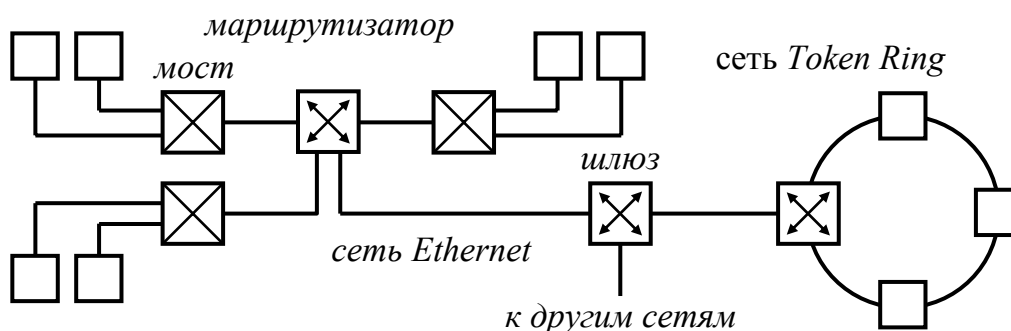 маршрутизатор
мост
сеть Token Ring
шлюз
сеть Ethernet
к другим сетям